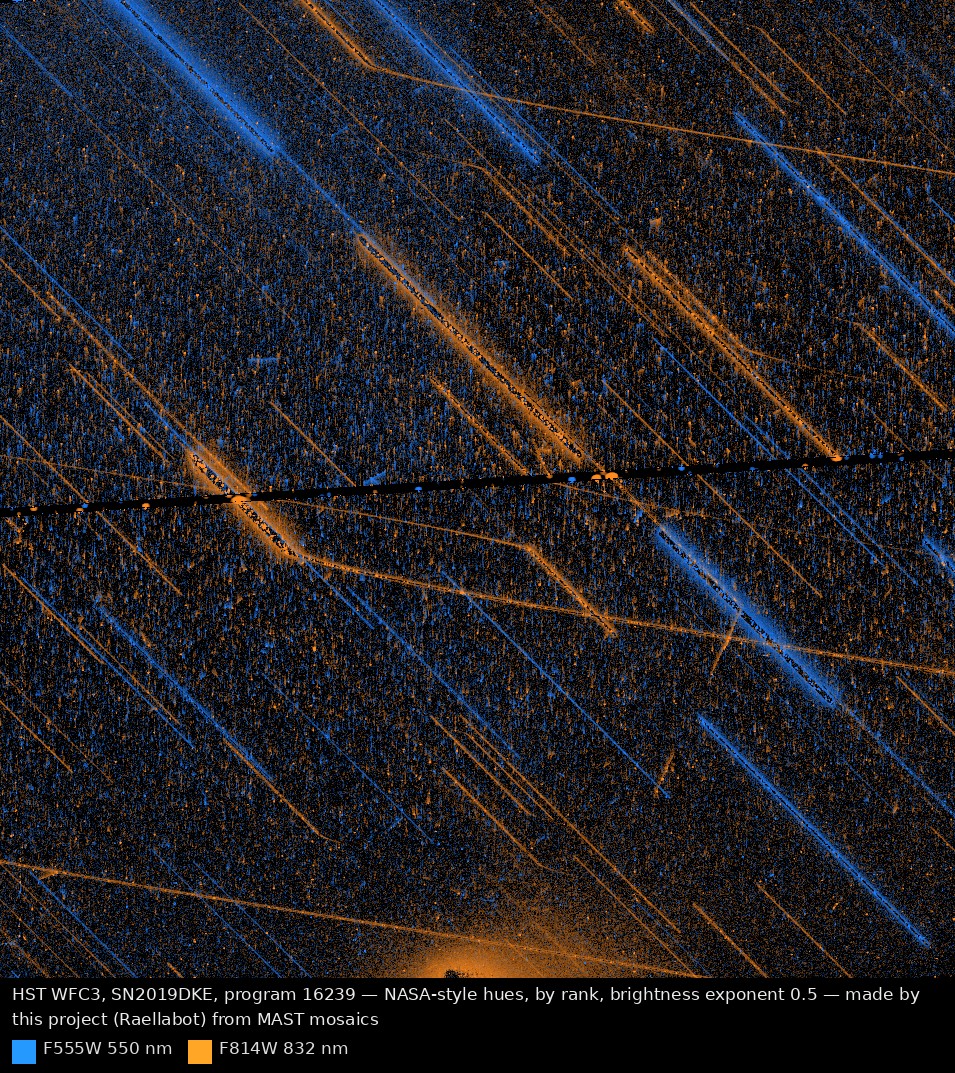 HST WFC3, SN2019DKE, program 16239 — NASA-style hues, by rank, brightness exponent 0.5 — made by
this project (Raellabot) from MAST mosaics
F555W 550 nm F814W 832 nm